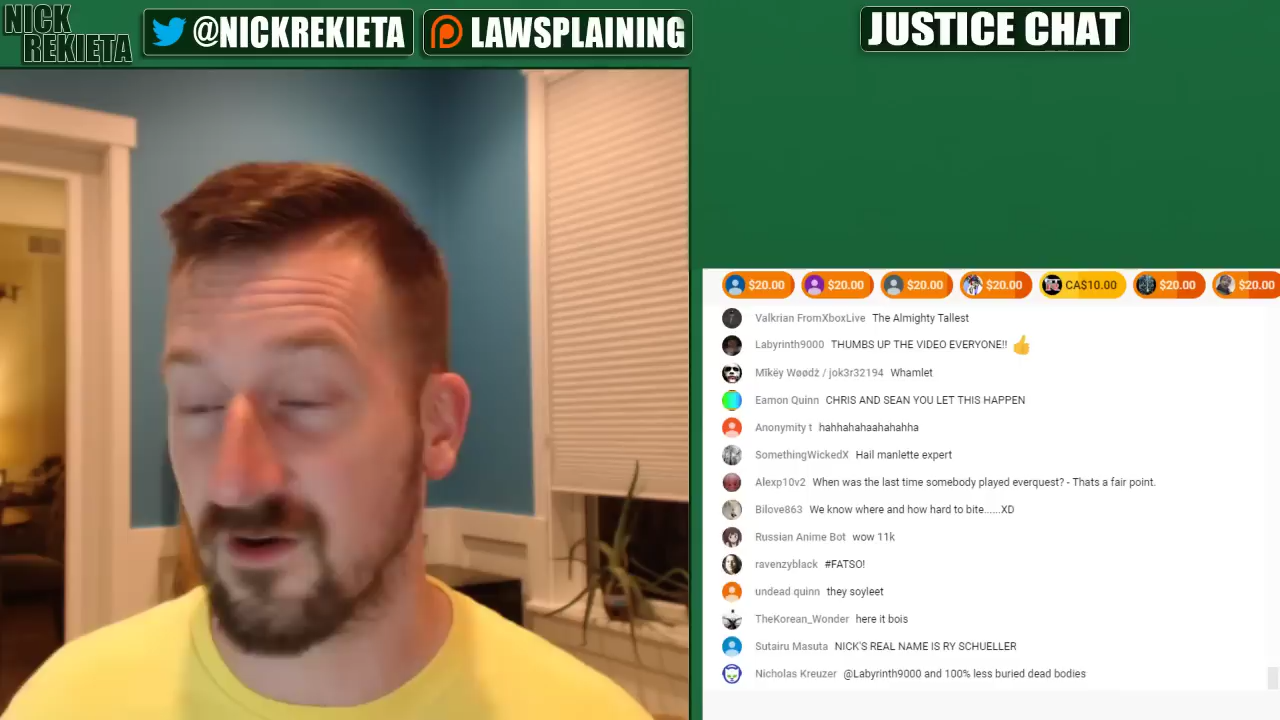 NICK
REKIETA
@NICKREKIETA
LAWSPLAINING
JUSTICE CHAT
$20.00 $20.00 $20.00 $20.00 CA$10.00 $20.00 $20.00
Valkrian FromXboxLive The Almighty Tallest
Labyrinth9000 THUMBS UP THE VIDEO EVERYONE!!
Mîkëy Wøødż / jok3r32194 Whamlet
Eamon Quinn CHRIS AND SEAN YOU LET THIS HAPPEN
Anonymity t hahhahahaahahahha
SomethingWickedX Hail manlette expert
Alexp10v2 When was the last time somebody played everquest? - Thats a fair point.
Bilove863 We know where and how hard to bite......XD
Russian Anime Bot wow 11k
ravenzyblack #FATSO!
undead quinn they soyleet
TheKorean_Wonder here it bois
Sutairu Masuta NICK'S REAL NAME IS RY SCHUELLER
Nicholas Kreuzer @Labyrinth9000 and 100% less buried dead bodies